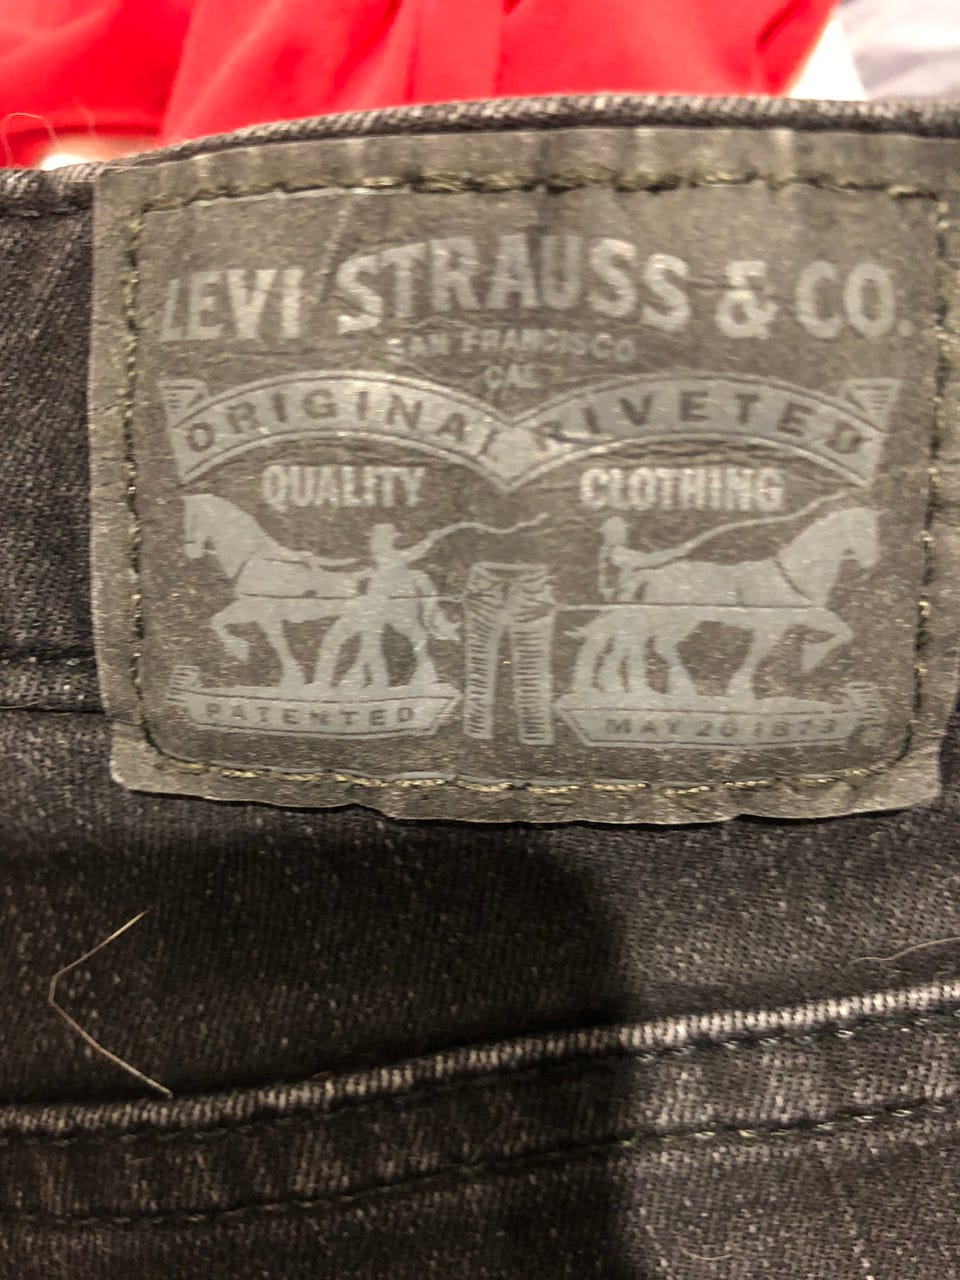 LEVI STRAUSS & CO.
SAN FRANCISCO
CAL
ORIGINAL RIVETED
QUALITY CLOTHING
PATENTED MAY 20 1873